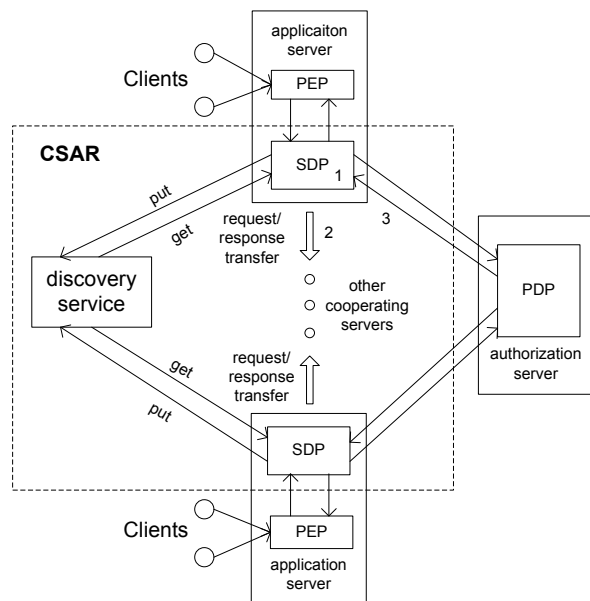 applicaiton
server
Clients
PEP
CSAR
SDP
1
put
get
request/
response
transfer
2
3
discovery
service
other
cooperating
servers
PDP
authorization
server
request/
response
transfer
get
put
SDP
Clients
PEP
application
server